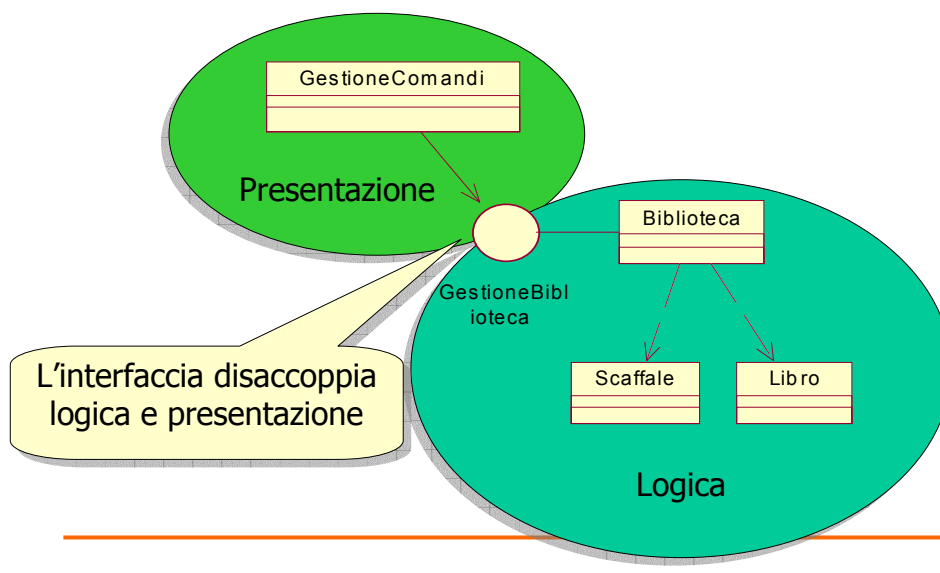 GestioneComandi
Presentazione
Biblioteca
GestioneBibl
ioteca
L'interfaccia disaccoppia
logica e presentazione
Scaffale
Libro
Logica